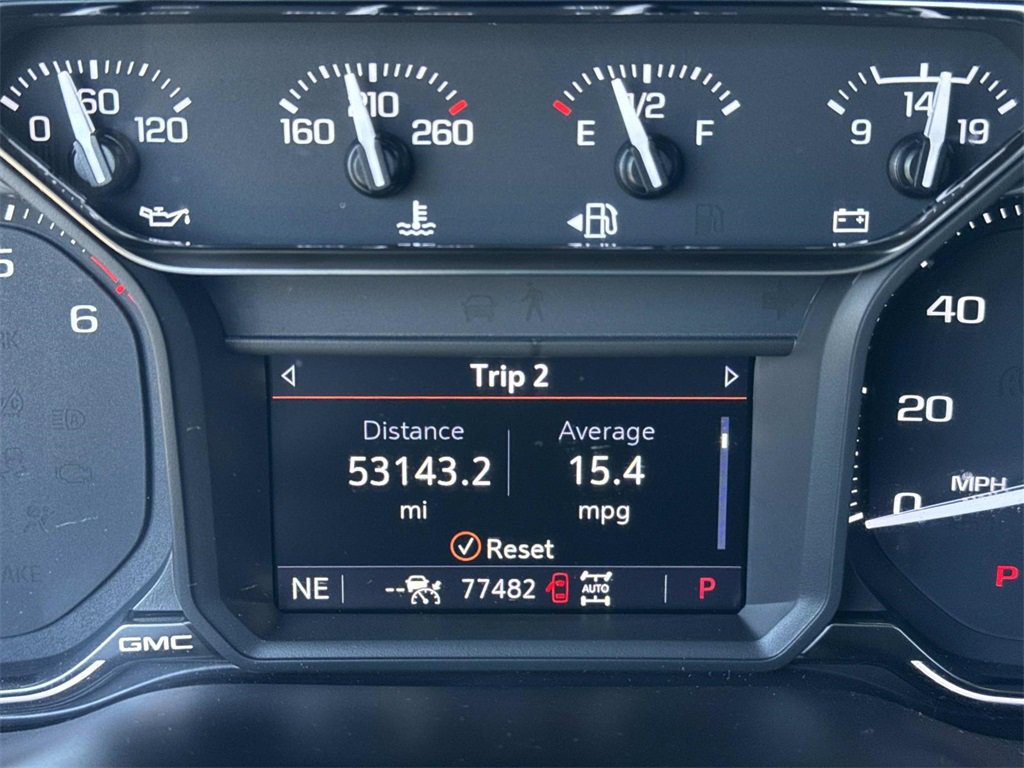 0 60 120
160 210 260
E 1/2 F
9 14 19
5
6
40
20
0
MPH
Trip 2
Distance Average
53143.2 15.4
mi mpg
Reset
NE -- 77482 AUTO P
P
GMC